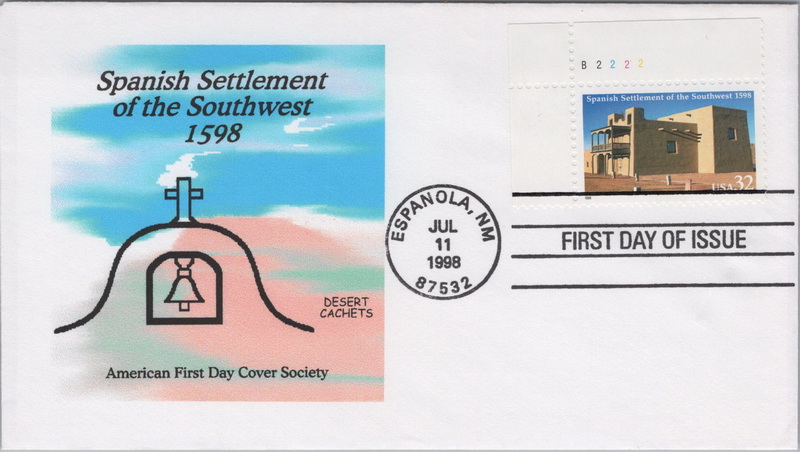 Spanish Settlement
of the Southwest
1598
DESERT
CACHETS
American First Day Cover Society
B 2 2 2 2
Spanish Settlement of the Southwest 1598
USA 32
ESPANOLA, NM
JUL
11
1998
87532
FIRST DAY OF ISSUE